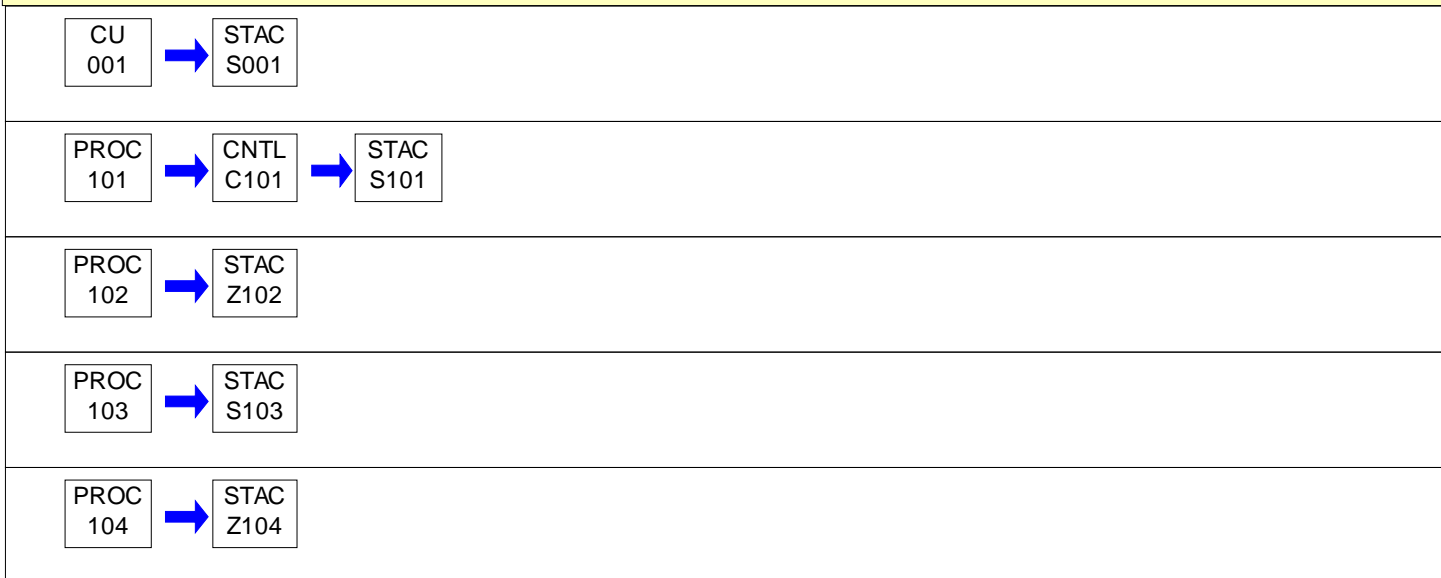 CU
001
STAC
S001
PROC
101
CNTL
C101
STAC
S101
PROC
102
STAC
Z102
PROC
103
STAC
S103
PROC
104
STAC
Z104